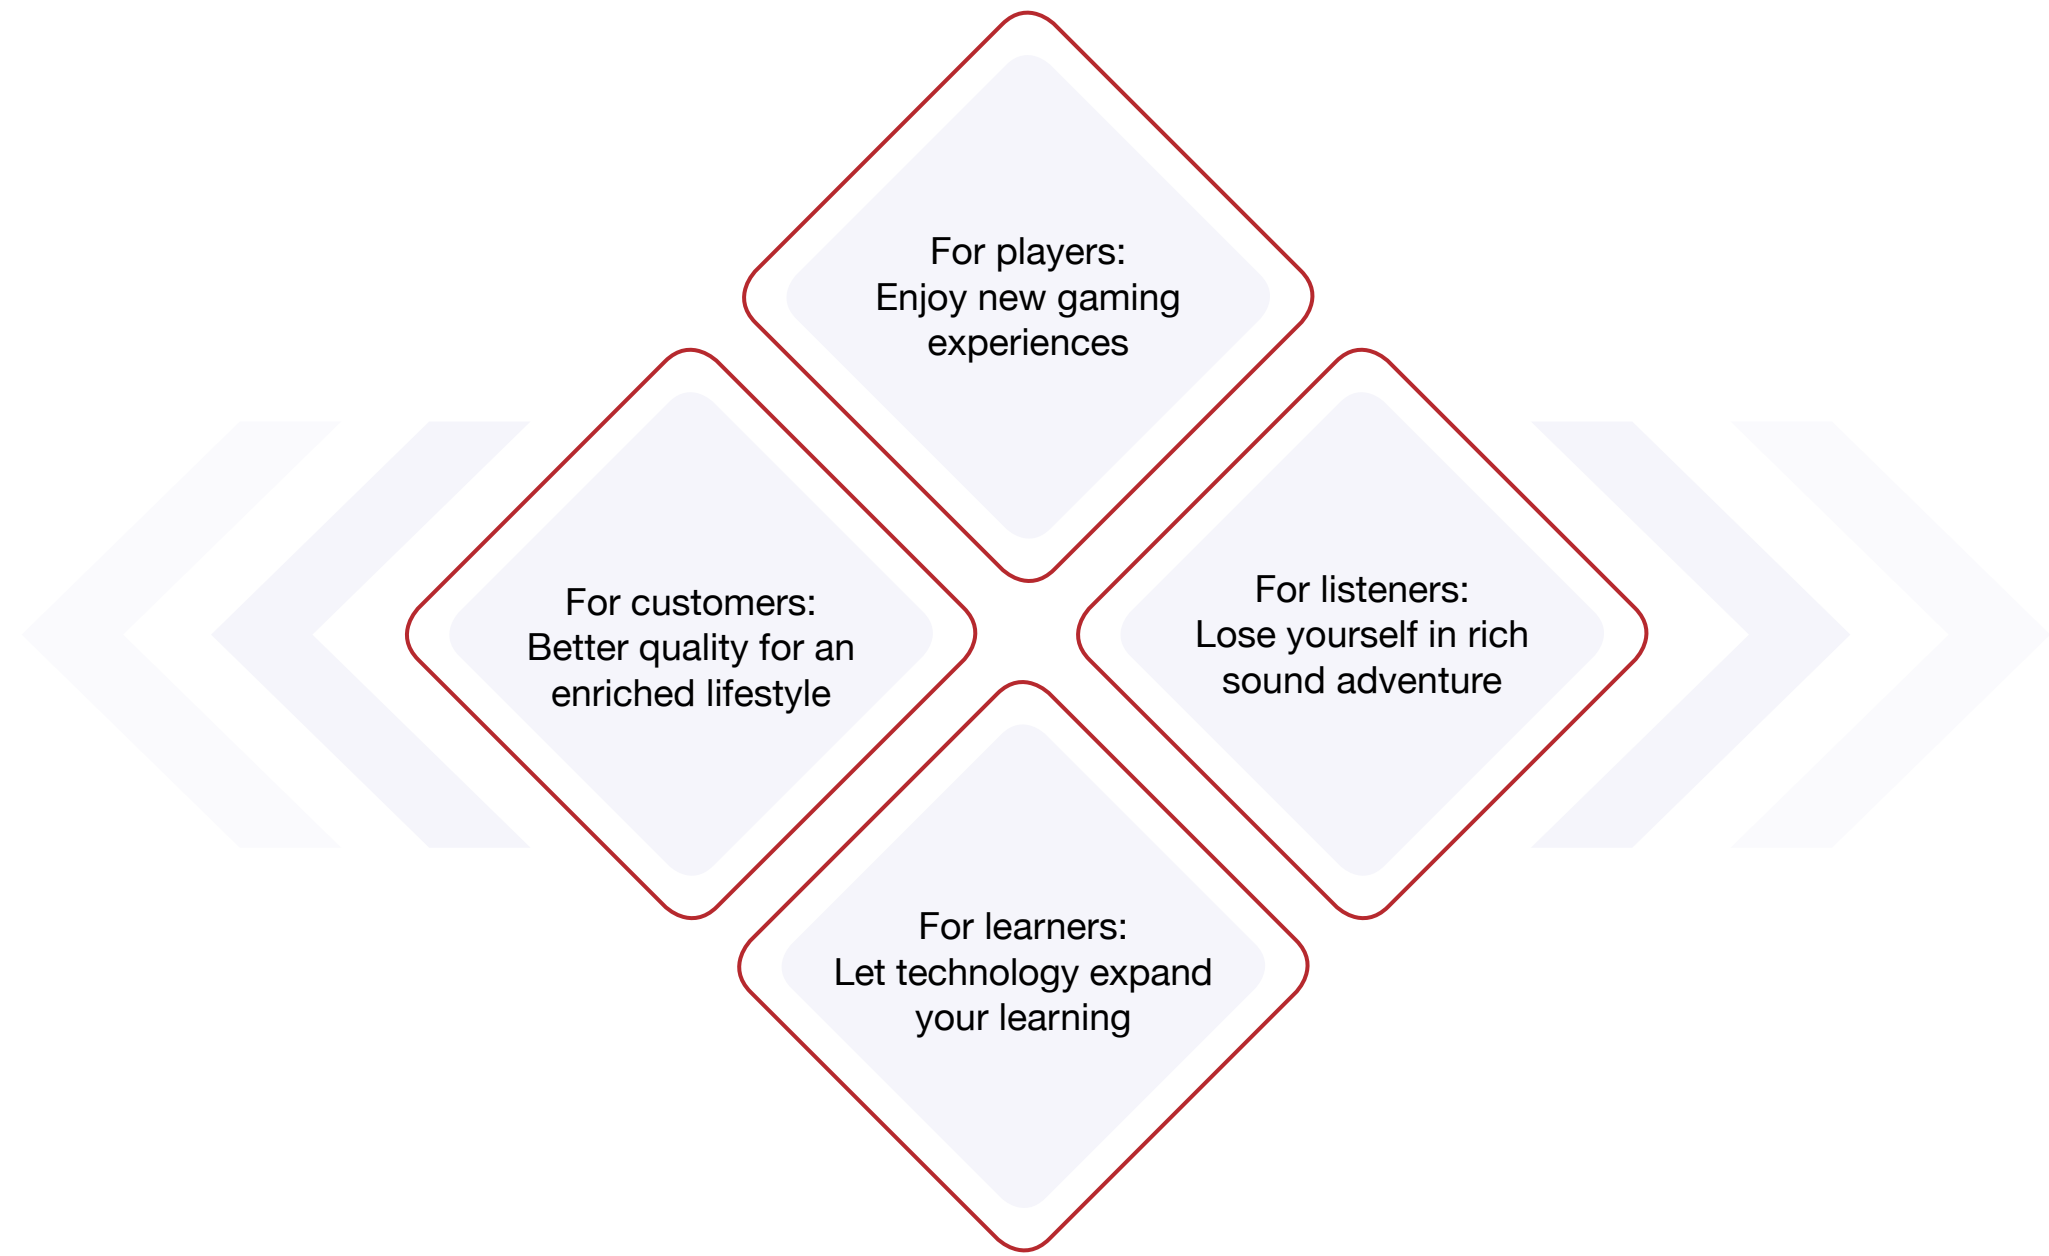 For players:
Enjoy new gaming
experiences
For customers:
Better quality for an
enriched lifestyle
For listeners:
Lose yourself in rich
sound adventure
For learners:
Let technology expand
your learning